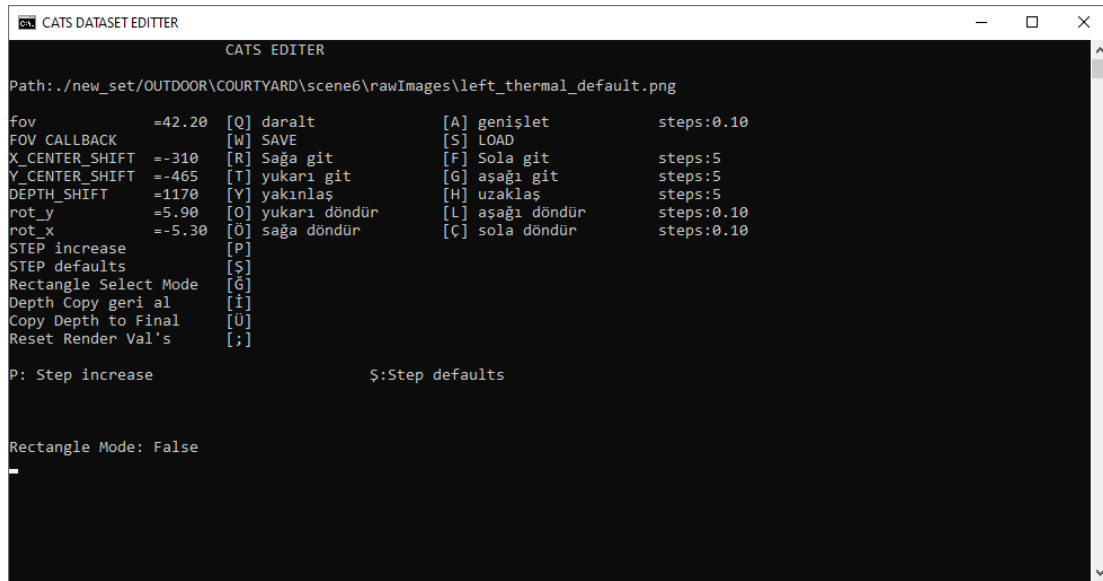 CATS DATASET EDITTER
CATS EDITER
Path:./new_set/OUTDOOR\COURTYARD\scene6\rawImages\left_thermal_default.png
fov =42.20 [Q] daralt [A] genişlet steps:0.10
FOV CALLBACK [W] SAVE [S] LOAD
X_CENTER_SHIFT =-310 [R] Sağa git [F] Sola git steps:5
Y_CENTER_SHIFT =-465 [T] yukarı git [G] aşağı git steps:5
DEPTH_SHIFT =1170 [Y] yakınlaş [H] uzaklaş steps:5
rot_y =5.90 [O] yukarı döndür [L] aşağı döndür steps:0.10
rot_x =-5.30 [Ö] sağa döndür [Ç] sola döndür steps:0.10
STEP increase [P]
STEP defaults [Ş]
Rectangle Select Mode [Ğ]
Depth Copy geri al [İ]
Copy Depth to Final [Ü]
Reset Render Val's [;]
P: Step increase Ş:Step defaults
Rectangle Mode: False